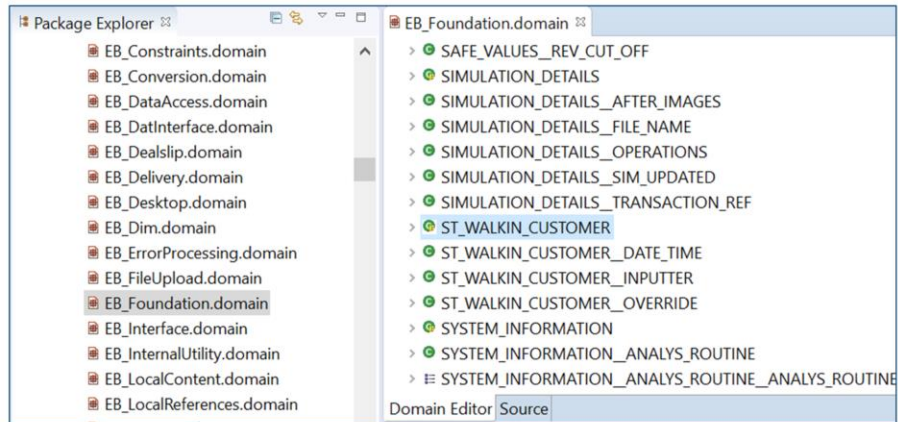 Package Explorer
EB_Constraints.domain
EB_Conversion.domain
EB_DataAccess.domain
EB_DatInterface.domain
EB_Dealslip.domain
EB_Delivery.domain
EB_Desktop.domain
EB_Dim.domain
EB_ErrorProcessing.domain
EB_FileUpload.domain
EB_Foundation.domain
EB_Interface.domain
EB_InternalUtility.domain
EB_LocalContent.domain
EB_LocalReferences.domain
EB_Foundation.domain
SAFE_VALUES__REV_CUT_OFF
SIMULATION_DETAILS
SIMULATION_DETAILS__AFTER_IMAGES
SIMULATION_DETAILS__FILE_NAME
SIMULATION_DETAILS__OPERATIONS
SIMULATION_DETAILS__SIM_UPDATED
SIMULATION_DETAILS__TRANSACTION_REF
ST_WALKIN_CUSTOMER
ST_WALKIN_CUSTOMER__DATE_TIME
ST_WALKIN_CUSTOMER__INPUTTER
ST_WALKIN_CUSTOMER__OVERRIDE
SYSTEM_INFORMATION
SYSTEM_INFORMATION__ANALYS_ROUTINE
SYSTEM_INFORMATION__ANALYS_ROUTINE__ANALYS_ROUTINE
Domain Editor Source